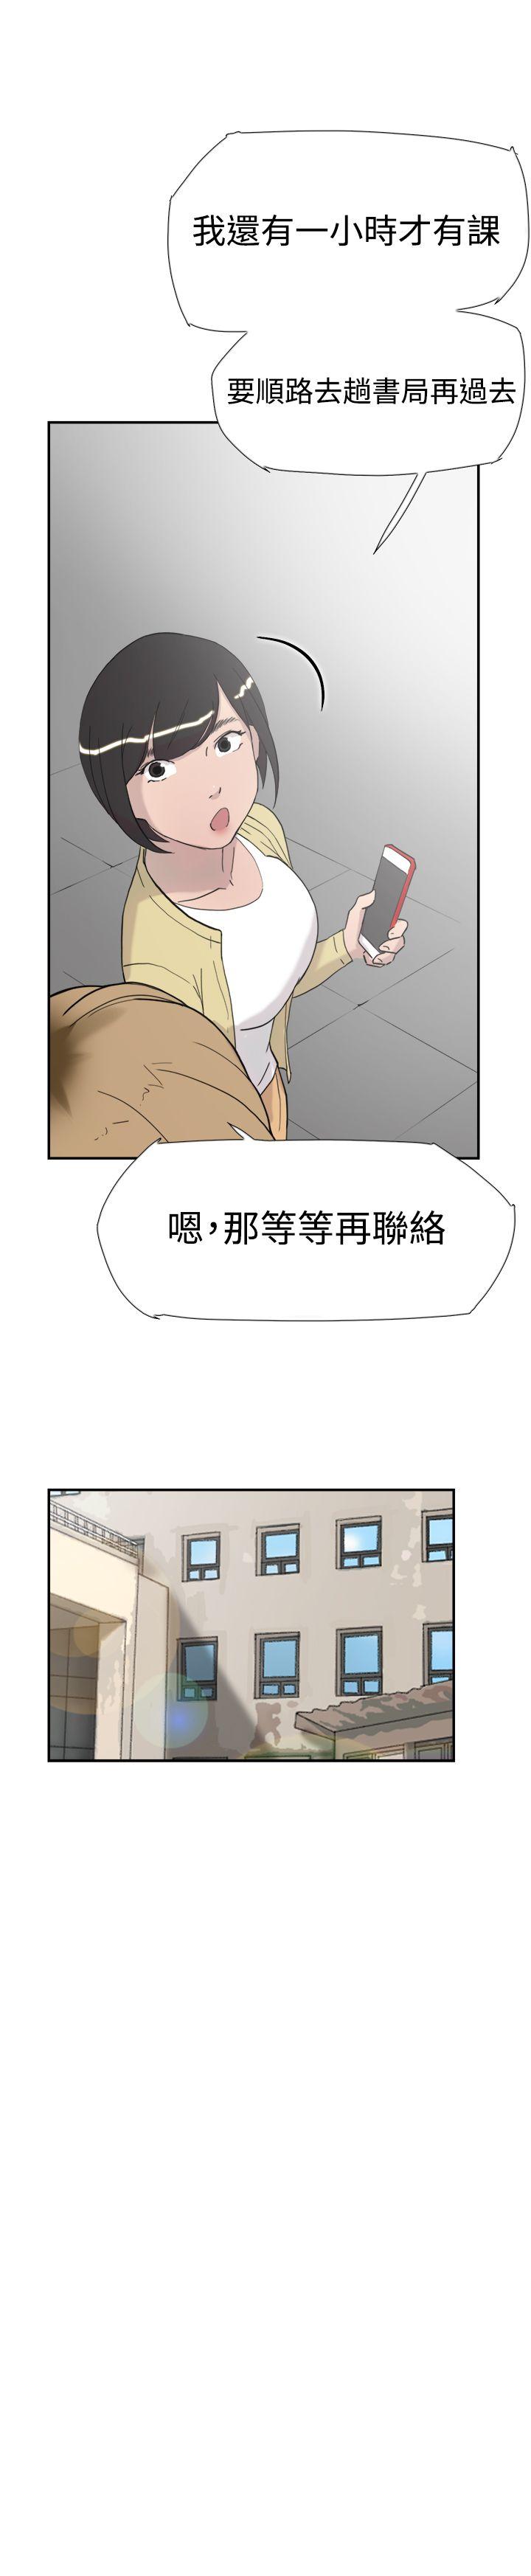 我還有一小時才有課
要順路去趟書局再過去
嗯，那等等再聯絡